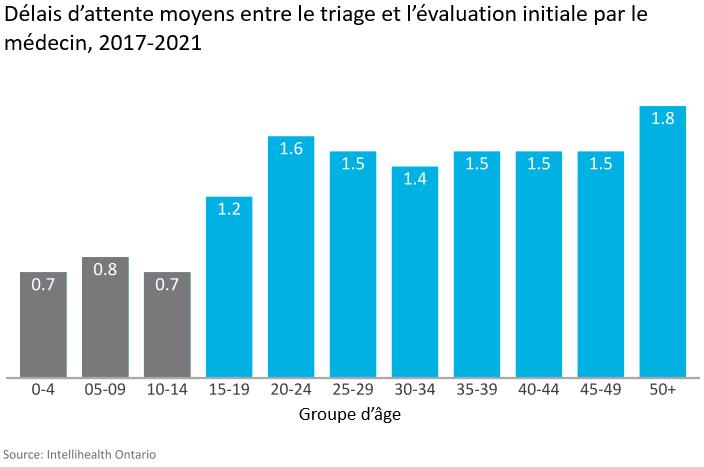 Délais d’attente moyens entre le triage et l’évaluation initiale par le
médecin, 2017-2021
0.7
0.8
0.7
1.2
1.6
1.5
1.4
1.5
1.5
1.5
1.8
0-4 05-09 10-14 15-19 20-24 25-29 30-34 35-39 40-44 45-49 50+
Groupe d’âge
Source: Intellihealth Ontario